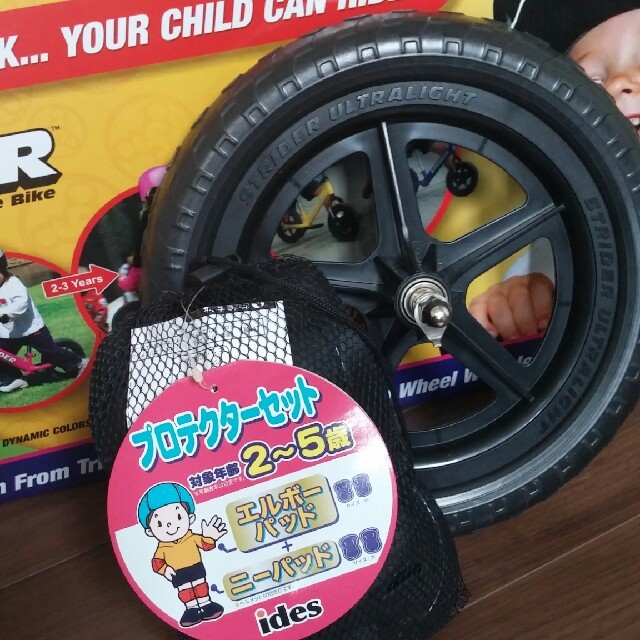 K... YOUR CHILD CAN RID
R™
e Bike
2-3 Years
DYNAMIC COLORS
n From Tri
Wheel W
STRIDER ULTRALIGHT
STRIDER ULTRALIGHT
プロテクターセット
対象年齢 2～5歳
エルボー
パッド
+
ニーパッド
ides